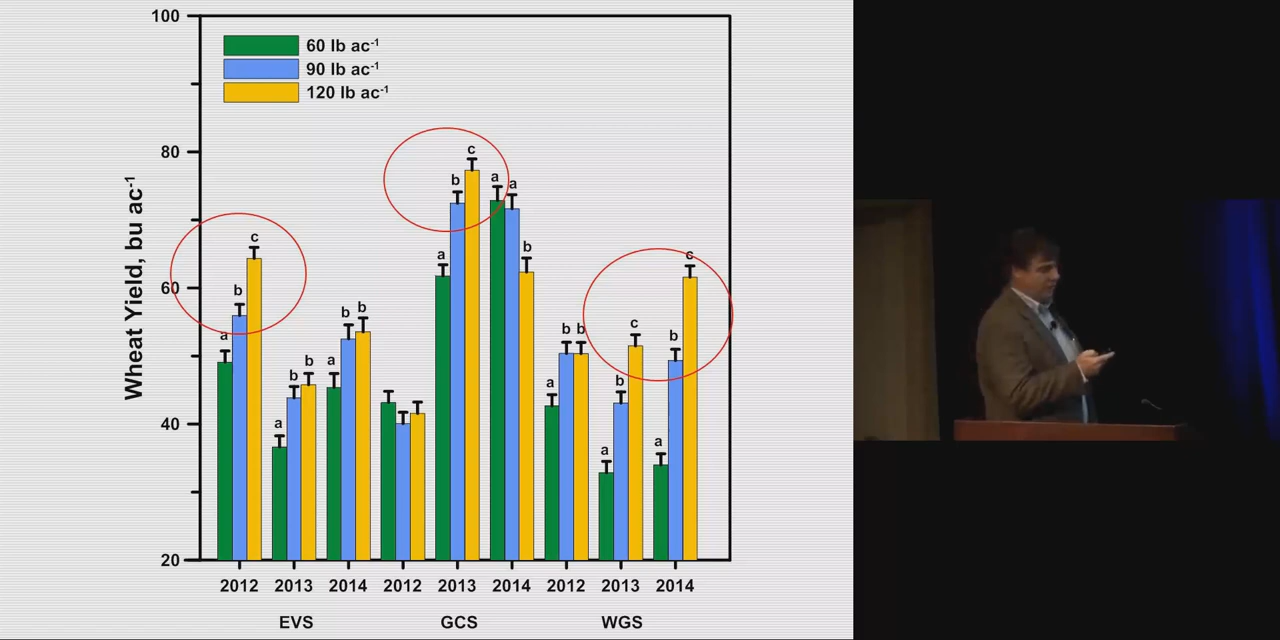 100
60 lb ac-1
90 lb ac-1
120 lb ac-1
80
60
40
20
Wheat Yield, bu ac-1
a b c
a b b
a b b
a b c
a a b
a b b
a b c
a b c
2012 2013 2014 2012 2013 2014 2012 2013 2014
EVS GCS WGS